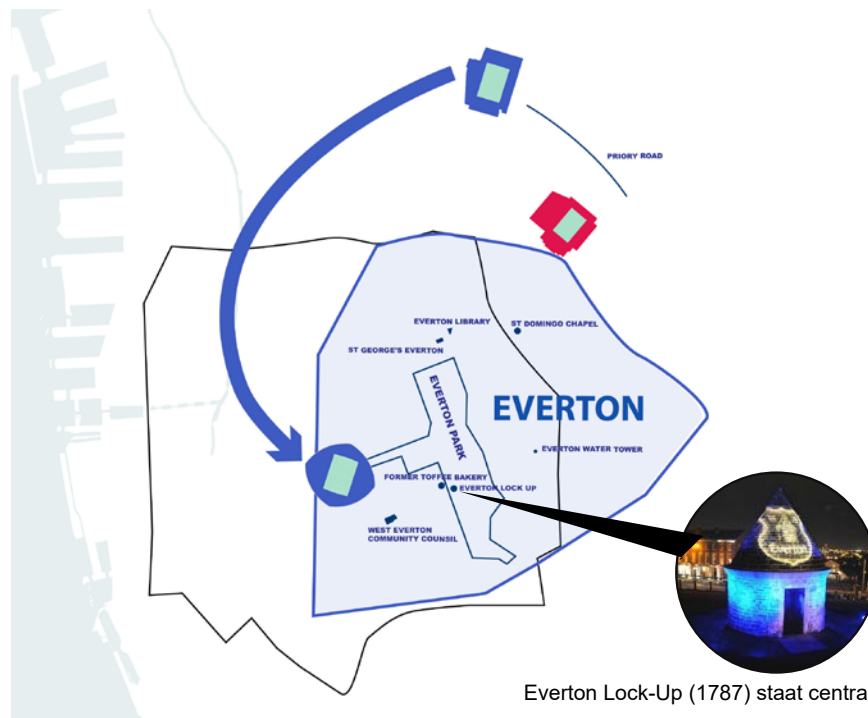 PRIORY ROAD
EVERTON LIBRARY
ST DOMINGO CHAPEL
ST GEORGE'S EVERTON
EVERTON PARK
EVERTON
EVERTON WATER TOWER
FORMER TOFFEE BAKERY
EVERTON LOCK UP
WEST EVERTON
COMMUNITY COUNSIL
Everton
Everton Lock-Up (1787) staat centra